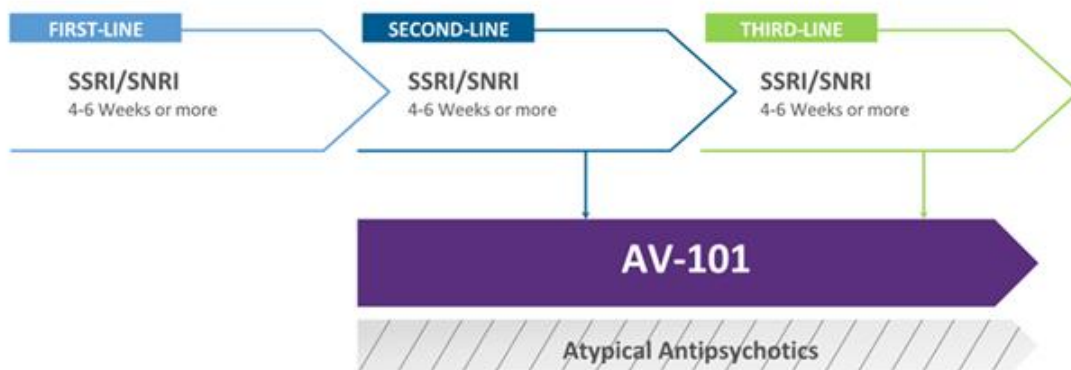 FIRST-LINE
SSRI/SNRI
4-6 Weeks or more
SECOND-LINE
SSRI/SNRI
4-6 Weeks or more
THIRD-LINE
SSRI/SNRI
4-6 Weeks or more
AV-101
Atypical Antipsychotics